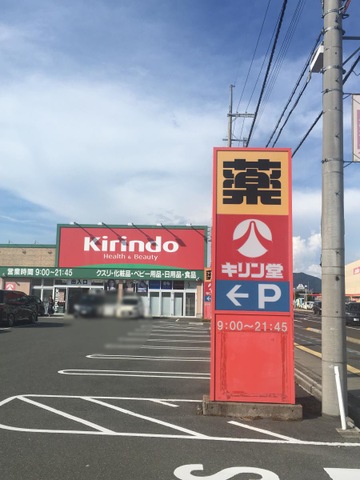 Kirindo
Health & Beauty
営業時間 9:00～21:45
クスリ・化粧品・ベビー用品・日用品・食品
薬
キリン堂
←P
9:00～21:45